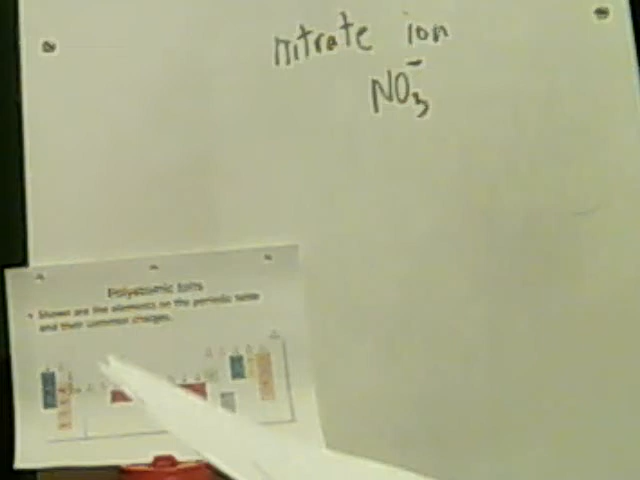 nitrate ion
NO₃⁻
Polyatomic Ions
• Shown are the elements on the periodic table
and their common charges.